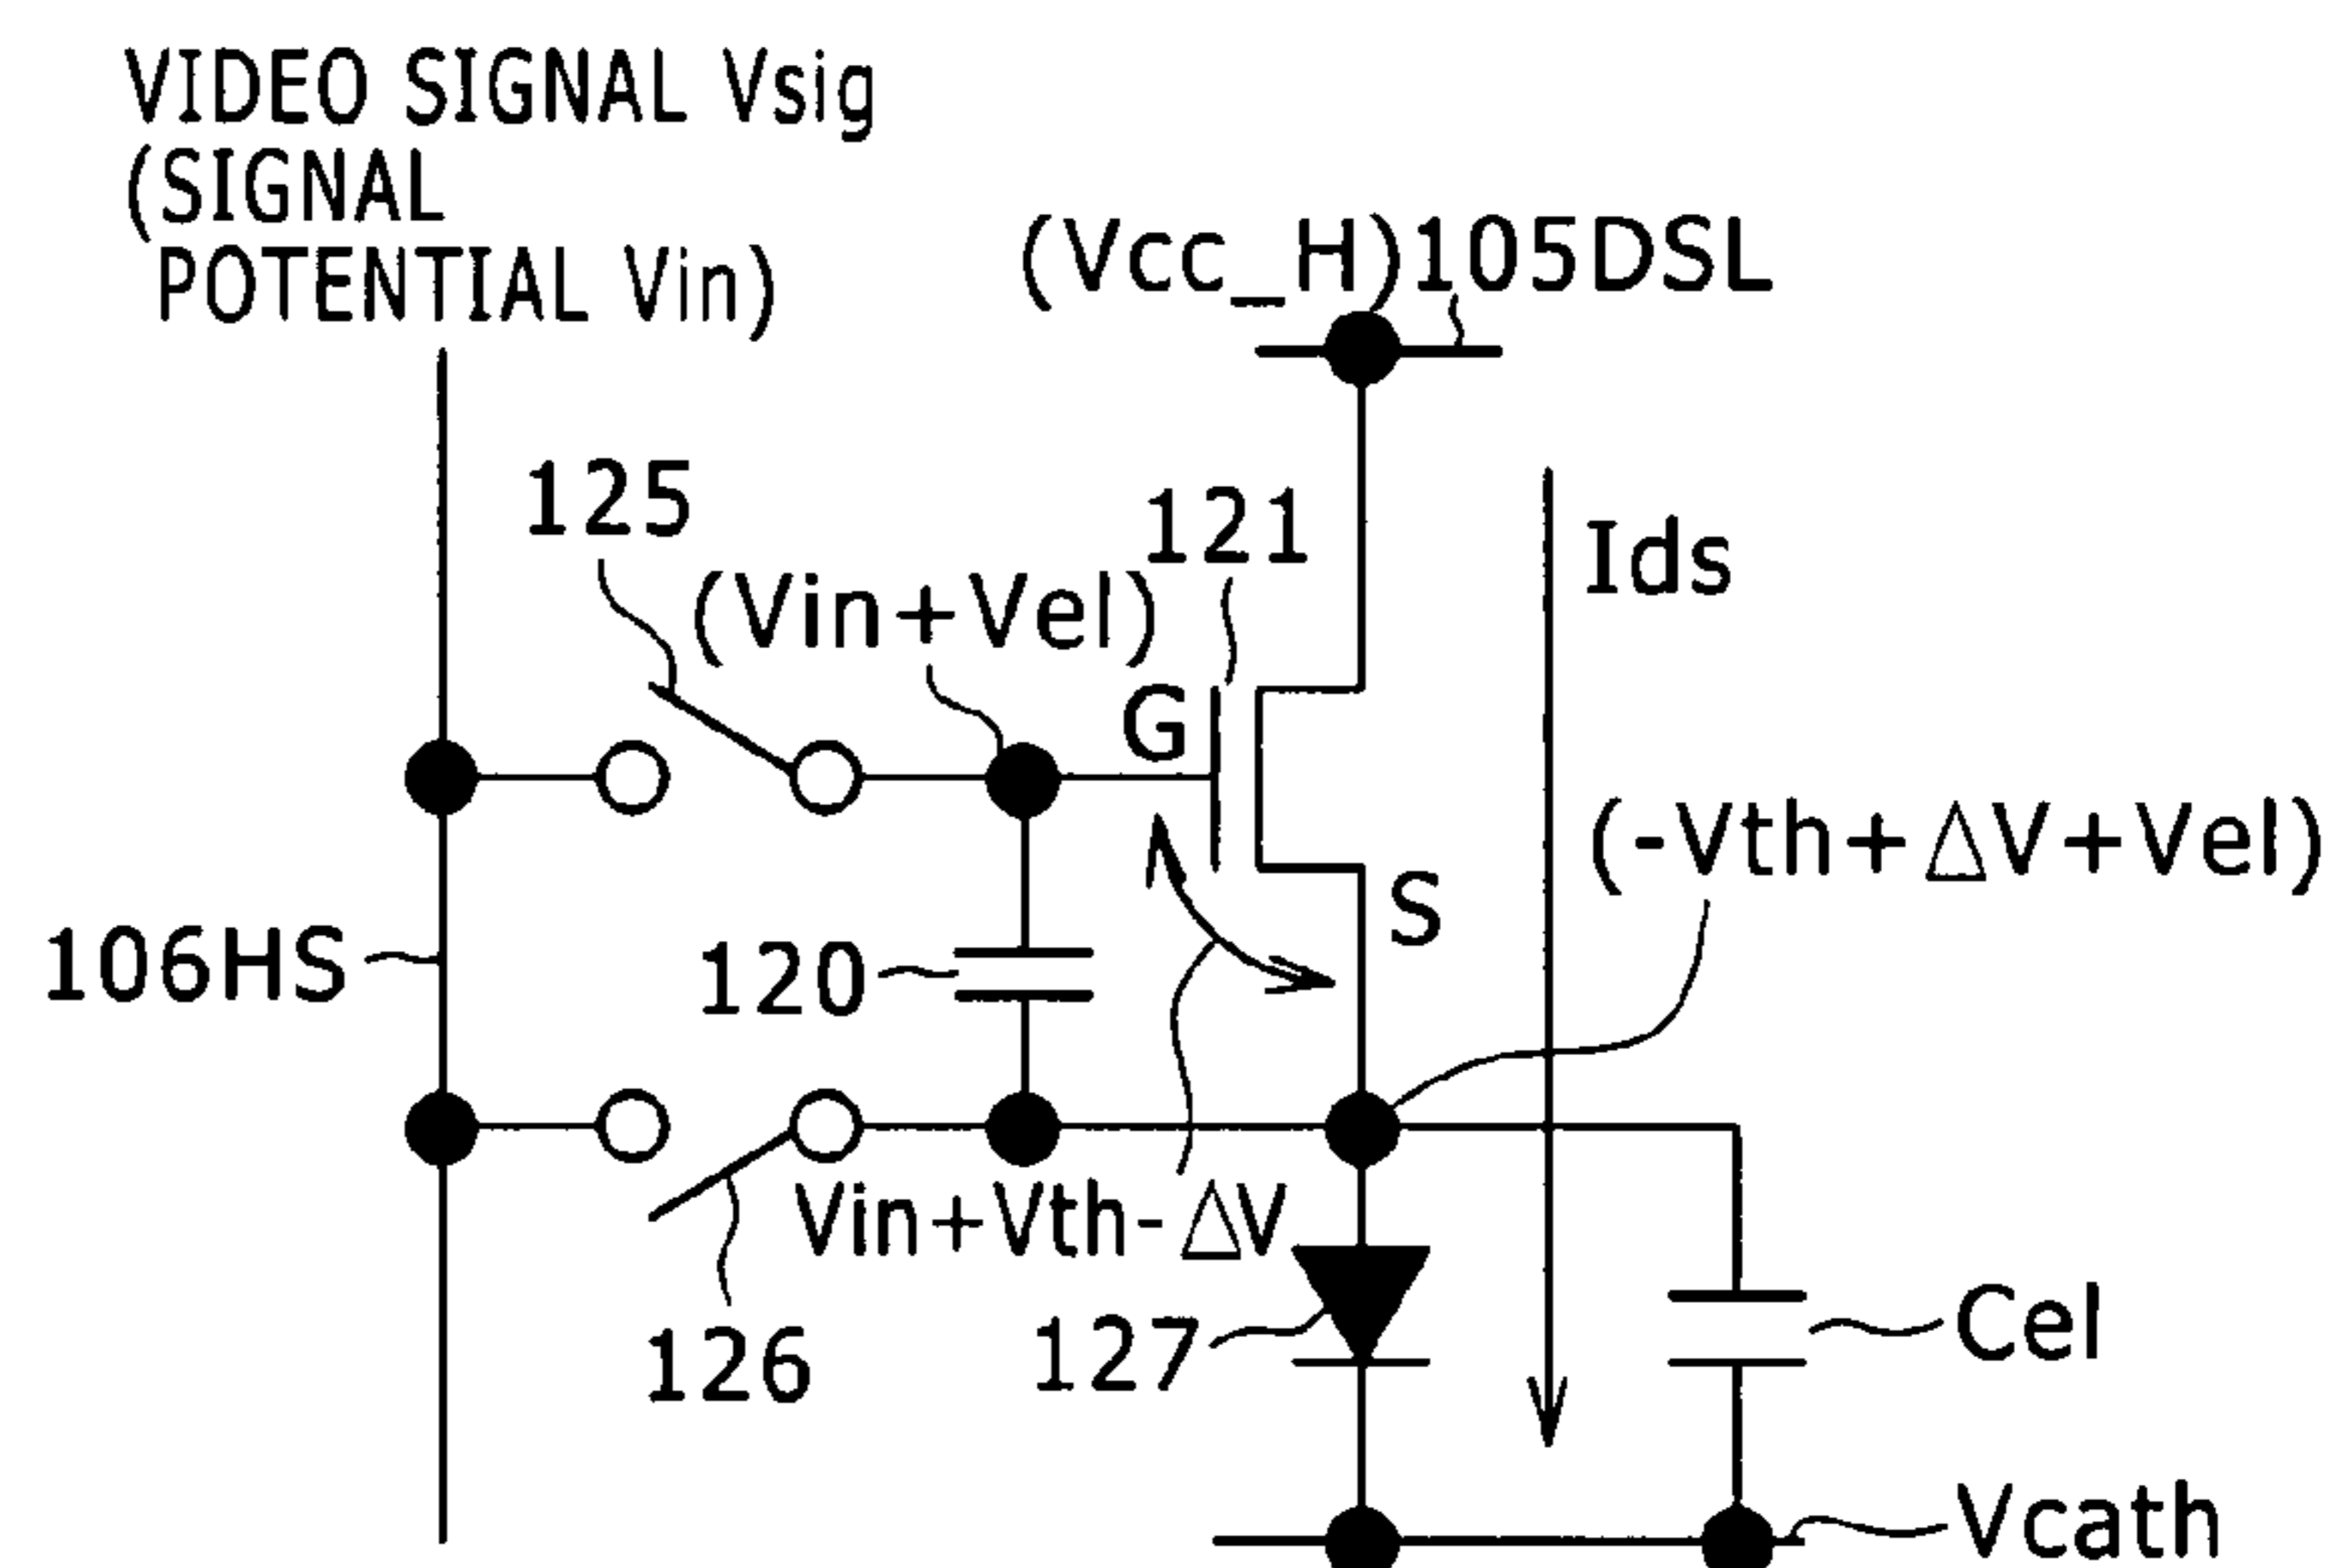 VIDEO SIGNAL Vsig
(SIGNAL
POTENTIAL Vin)
(Vcc_H)105DSL
125
121
Ids
(Vin+Vel)
G
(-Vth+ΔV+Vel)
S
106HS
120
Vin+Vth-ΔV
126
127
Cel
Vcath